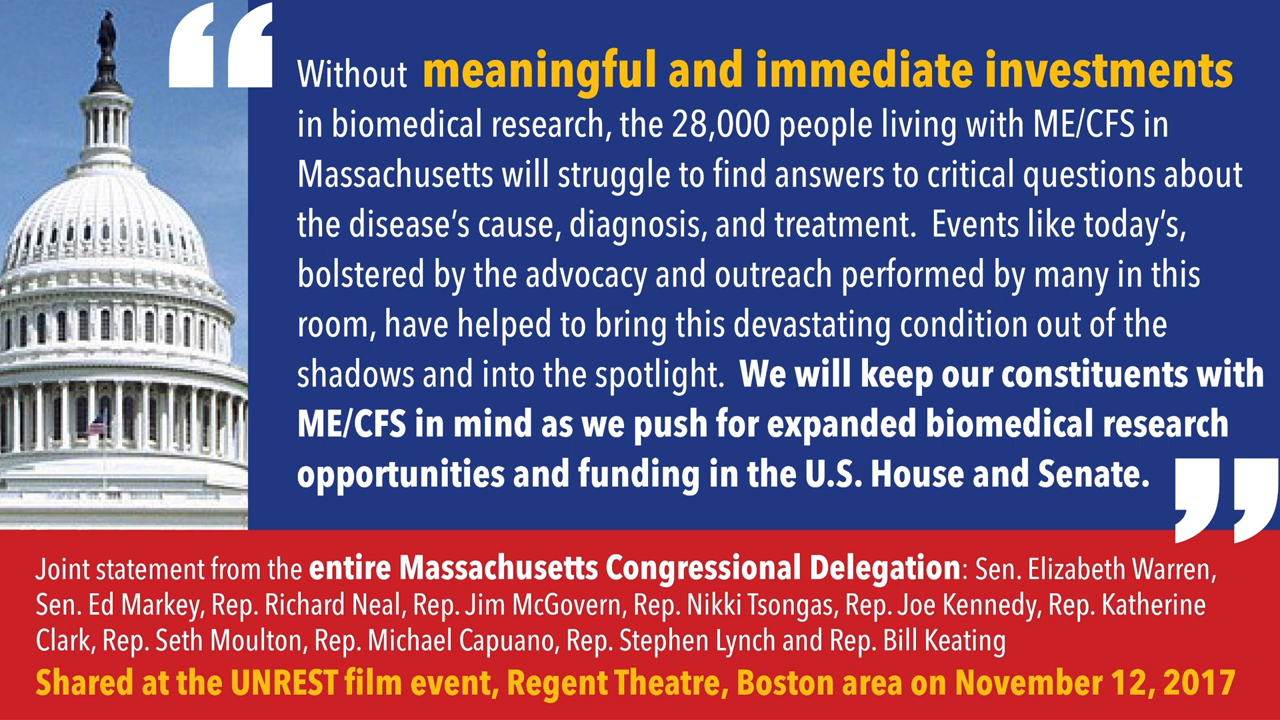 “
Without meaningful and immediate investments
in biomedical research, the 28,000 people living with ME/CFS in
Massachusetts will struggle to find answers to critical questions about
the disease’s cause, diagnosis, and treatment.  Events like today’s,
bolstered by the advocacy and outreach performed by many in this
room, have helped to bring this devastating condition out of the
shadows and into the spotlight.  We will keep our constituents with
ME/CFS in mind as we push for expanded biomedical research
opportunities and funding in the U.S. House and Senate.
”
Joint statement from the entire Massachusetts Congressional Delegation: Sen. Elizabeth Warren,
Sen. Ed Markey, Rep. Richard Neal, Rep. Jim McGovern, Rep. Nikki Tsongas, Rep. Joe Kennedy, Rep. Katherine
Clark, Rep. Seth Moulton, Rep. Michael Capuano, Rep. Stephen Lynch and Rep. Bill Keating
Shared at the UNREST film event, Regent Theatre, Boston area on November 12, 2017